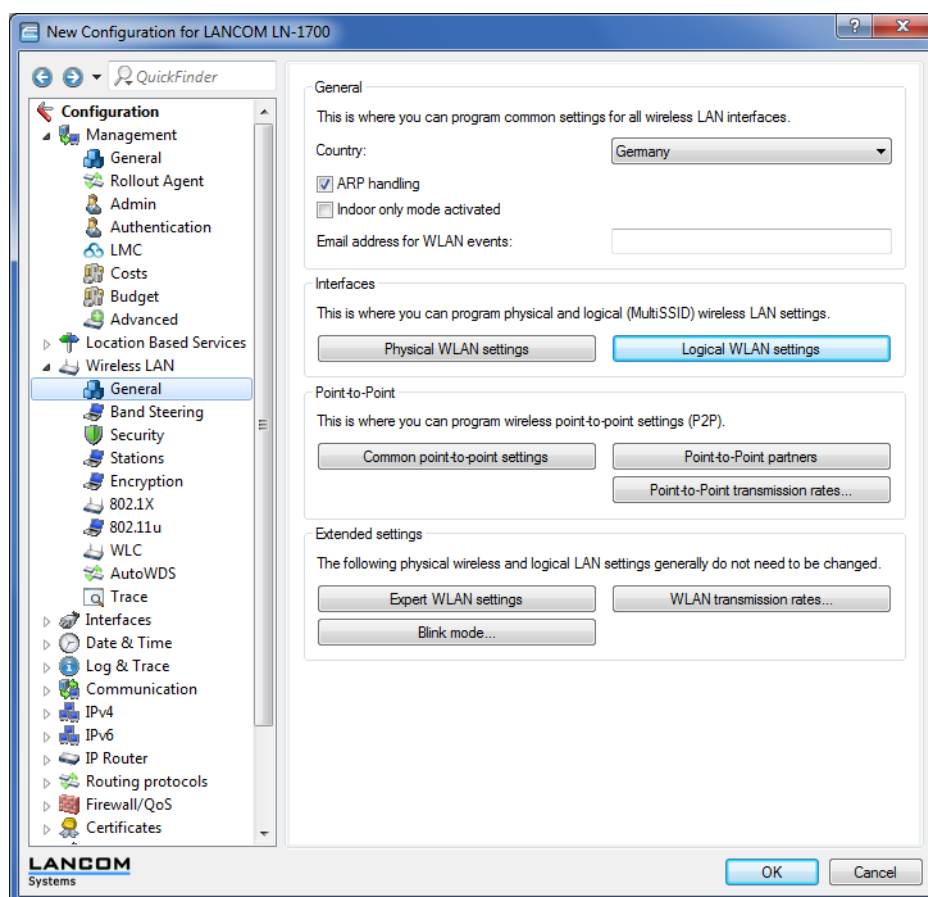 New Configuration for LANCOM LN-1700
QuickFinder
Configuration
Management
General
Rollout Agent
Admin
Authentication
LMC
Costs
Budget
Advanced
Location Based Services
Wireless LAN
General
Band Steering
Security
Stations
Encryption
802.1X
802.11u
WLC
AutoWDS
Trace
Interfaces
Date & Time
Log & Trace
Communication
IPv4
IPv6
IP Router
Routing protocols
Firewall/QoS
Certificates
General
This is where you can program common settings for all wireless LAN interfaces.
Country: Germany
ARP handling
Indoor only mode activated
Email address for WLAN events:
Interfaces
This is where you can program physical and logical (MultiSSID) wireless LAN settings.
Physical WLAN settings Logical WLAN settings
Point-to-Point
This is where you can program wireless point-to-point settings (P2P).
Common point-to-point settings Point-to-Point partners
Point-to-Point transmission rates...
Extended settings
The following physical wireless and logical LAN settings generally do not need to be changed.
Expert WLAN settings WLAN transmission rates...
Blink mode...
LANCOM
Systems
OK Cancel